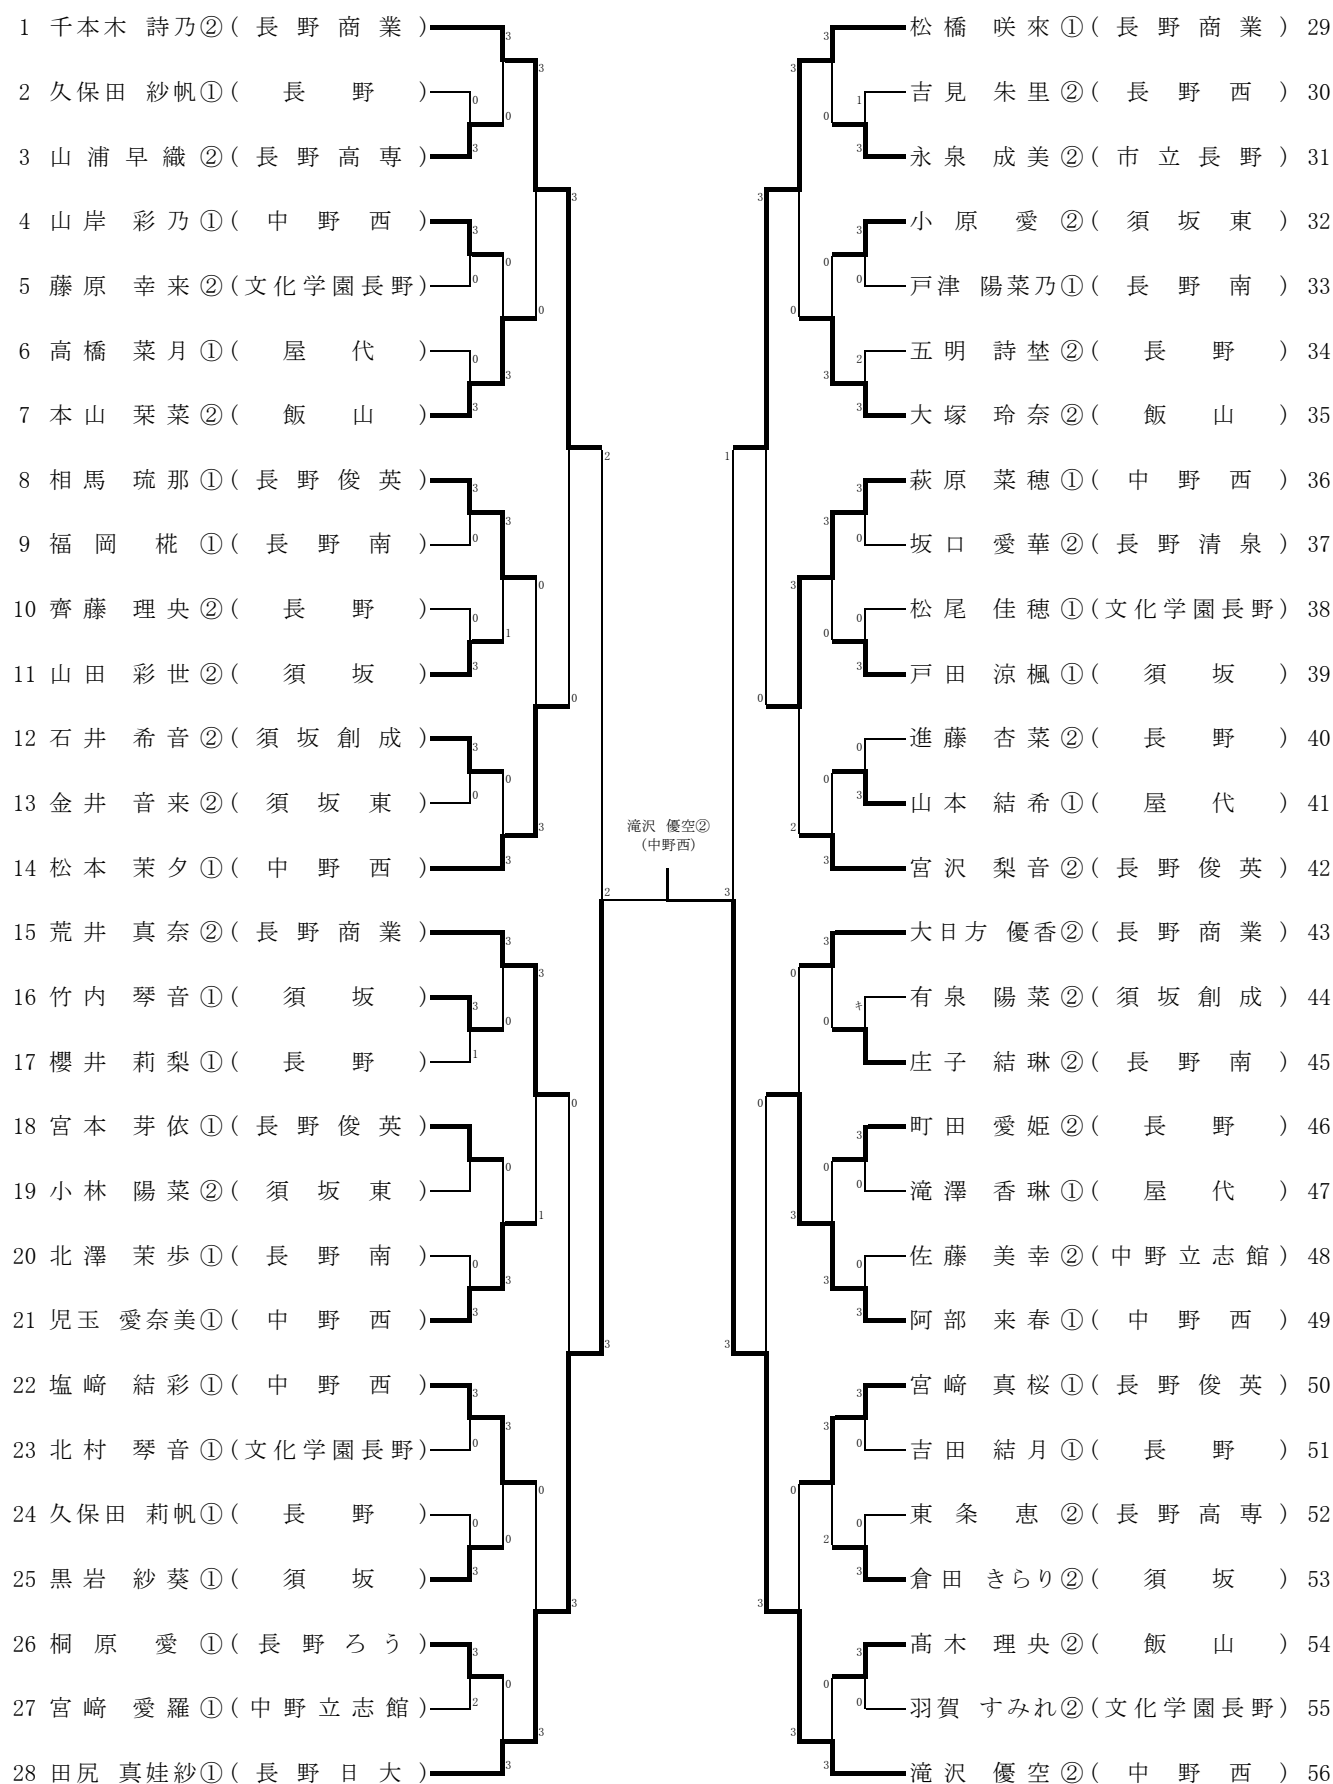 1 千本木 詩乃②(長野商業)
2 久保田 紗帆①(長野)
3 山浦早織②(長野高専)
4 山岸 彩乃①(中野西)
5 藤原 幸来②(文化学園長野)
6 高橋 菜月①(屋代)
7 本山 栞菜②(飯山)
8 相馬 琉那①(長野俊英)
9 福岡 椛①(長野南)
10 齊藤 理央②(長野)
11 山田 彩世②(須坂)
12 石井 希音②(須坂創成)
13 金井 音来②(須坂東)
14 松本 茉夕①(中野西)
15 荒井 真奈②(長野商業)
16 竹内 琴音①(須坂)
17 櫻井 莉梨①(長野)
18 宮本 芽依①(長野俊英)
19 小林 陽菜②(須坂東)
20 北澤 茉歩①(長野南)
21 児玉 愛奈美①(中野西)
22 塩﨑 結彩①(中野西)
23 北村 琴音①(文化学園長野)
24 久保田 莉帆①(長野)
25 黒岩 紗葵①(須坂)
26 桐原 愛①(長野ろう)
27 宮﨑 愛羅①(中野立志館)
28 田尻 真娃紗①(長野日大)
滝沢 優空②
(中野西)
松橋 咲來①(長野商業) 29
吉見 朱里②(長野西) 30
永泉 成美②(市立長野) 31
小原 愛②(須坂東) 32
戸津 陽菜乃①(長野南) 33
五明 詩埜②(長野) 34
大塚 玲奈②(飯山) 35
萩原 菜穂①(中野西) 36
坂口 愛華②(長野清泉) 37
松尾 佳穂①(文化学園長野) 38
戸田 涼楓①(須坂) 39
進藤 杏菜②(長野) 40
山本 結希①(屋代) 41
宮沢 梨音②(長野俊英) 42
大日方 優香②(長野商業) 43
有泉 陽菜②(須坂創成) 44
庄子 結琳②(長野南) 45
町田 愛姫②(長野) 46
滝澤 香琳①(屋代) 47
佐藤 美幸②(中野立志館) 48
阿部 来春①(中野西) 49
宮﨑 真桜①(長野俊英) 50
吉田 結月①(長野) 51
東条 恵②(長野高専) 52
倉田 きらり②(須坂) 53
髙木 理央②(飯山) 54
羽賀 すみれ②(文化学園長野) 55
滝沢 優空②(中野西) 56